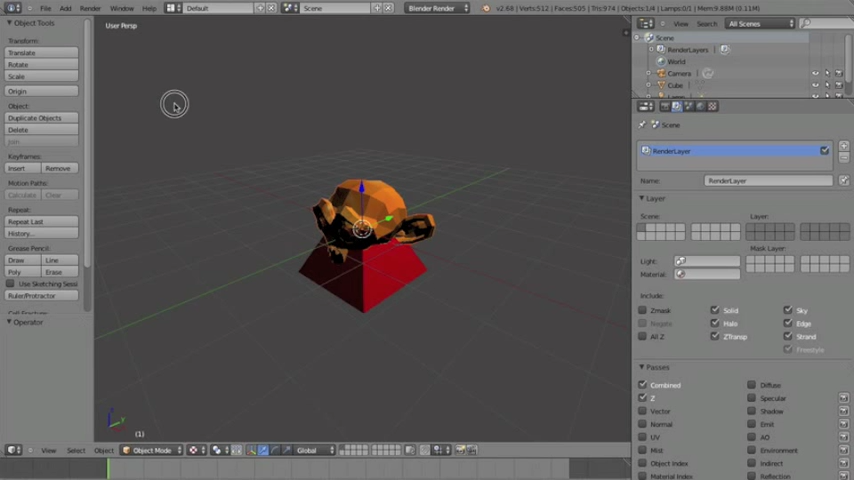 File Add Render Window Help Default Scene Blender Render v2.68 | Verts:512 | Faces:505 | Tris:974 | Objects:1/4 | Lamps:0/1 | Mem:9.88M (0.11M)
Object Tools
Transform:
Translate
Rotate
Scale
Origin
Object:
Duplicate Objects
Delete
Join
Keyframes:
Insert Remove
Motion Paths:
Calculate Clear
Repeat:
Repeat Last
History...
Grease Pencil:
Draw Line
Poly Erase
Use Sketching Sessi
Ruler/Protractor
Operator
User Persp
(1)
View Select Object Object Mode Global
View Search: All Scenes
Scene
RenderLayers
World
Camera
Cube
Scene
RenderLayer
Name: RenderLayer
Layer
Scene: Layer:
Mask Layer:
Light:
Material:
Include:
Zmask Solid Sky
Negate Halo Edge
All Z ZTransp Strand
Freestyle
Passes
Combined Diffuse
Z Specular
Vector Shadow
Normal Emit
UV AO
Mist Environment
Object Index Indirect
Material Index Reflection